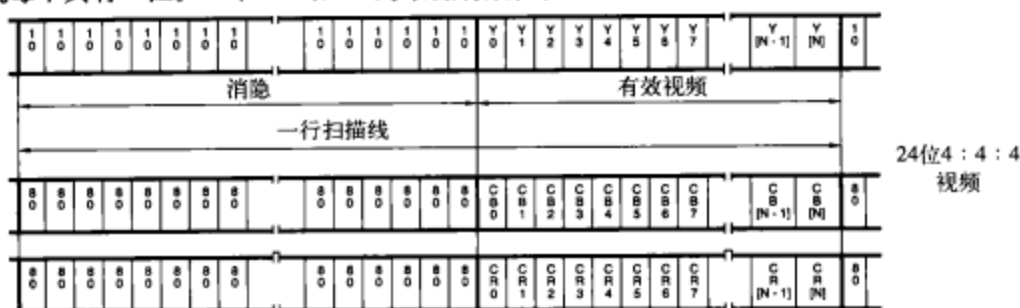 10 10 10 10 10 10 10 10 10 10 10 10 10 10 Y0 Y1 Y2 Y3 Y4 Y5 Y6 Y7 Y[N-1] Y[N] 10
消隐 有效视频
一行扫描线
24位4：4：4
视频
80 80 80 80 80 80 80 80 80 80 80 80 80 80 CB0 CB1 CB2 CB3 CB4 CB5 CB6 CB7 CB[N-1] CB[N] 80
80 80 80 80 80 80 80 80 80 80 80 80 80 80 CR0 CR1 CR2 CR3 CR4 CR5 CR6 CR7 CR[N-1] CR[N] 80